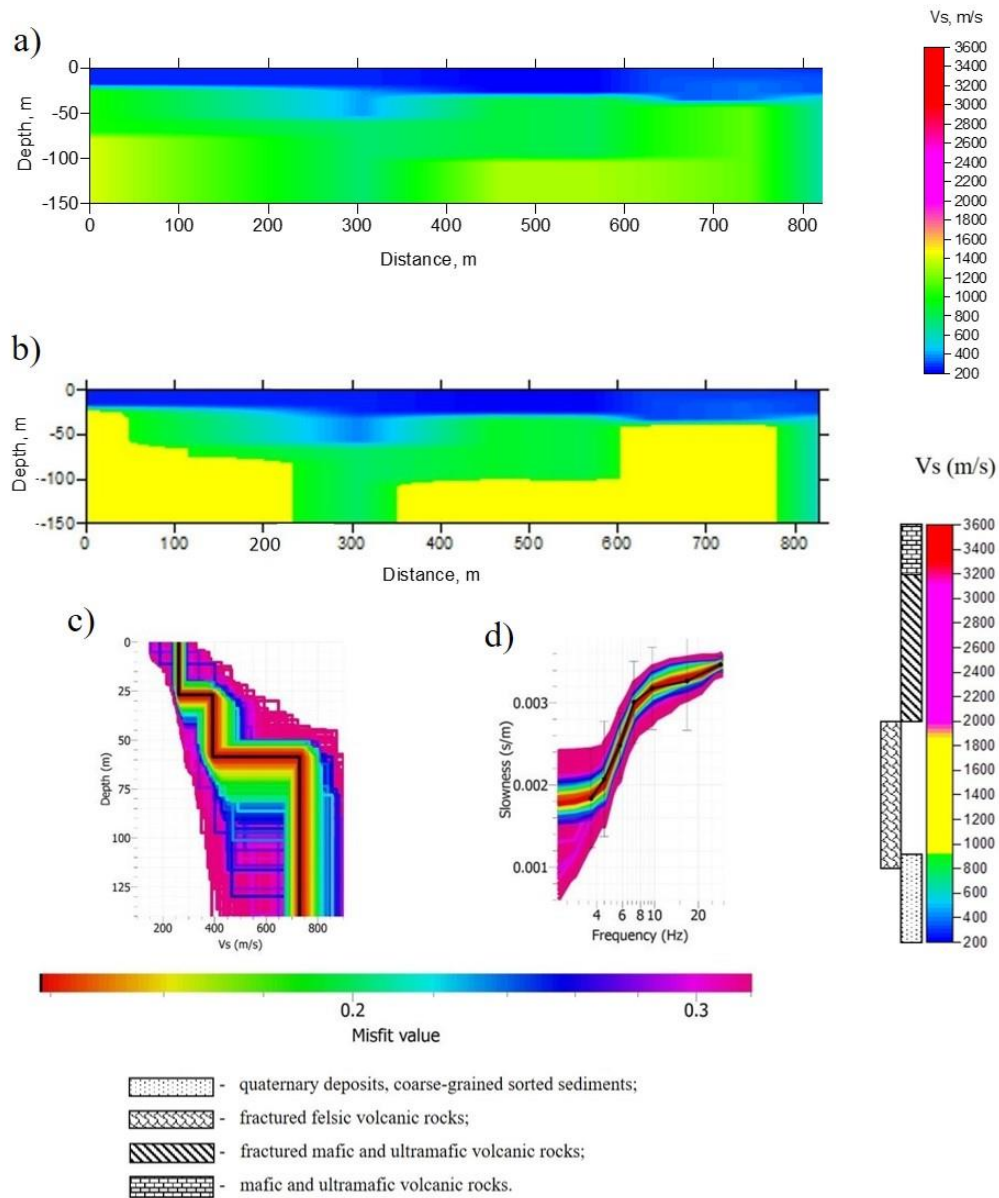 a)
Depth, m
0
-50
-100
-150
0 100 200 300 400 500 600 700 800
Distance, m
Vs, m/s
3600
3400
3200
3000
2800
2600
2400
2200
2000
1800
1600
1400
1200
1000
800
600
400
200
b)
Depth, m
0
-50
-100
-150
0 100 200 300 400 500 600 700 800
Distance, m
Vs (m/s)
3600
3400
3200
3000
2800
2600
2400
2200
2000
1800
1600
1400
1200
1000
800
600
400
200
c)
Depth (m)
0
25
50
75
100
125
200 400 600 800
Vs (m/s)
d)
Slowness (s/m)
0.003
0.002
0.001
4 6 8 10 20
Frequency (Hz)
0.2 0.3
Misfit value
- quaternary deposits, coarse-grained sorted sediments;
- fractured felsic volcanic rocks;
- fractured mafic and ultramafic volcanic rocks;
- mafic and ultramafic volcanic rocks.